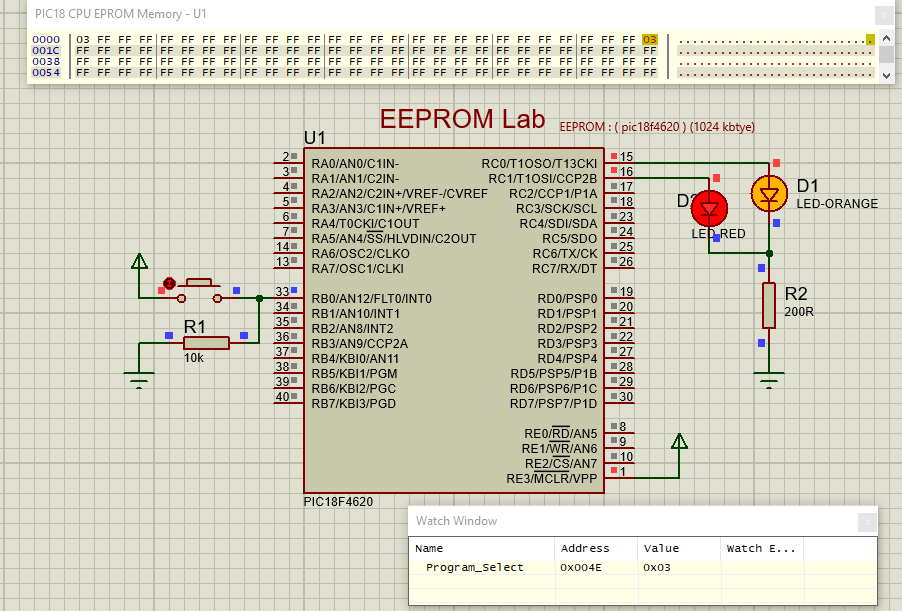 PIC18 CPU EPROM Memory - U1
0000 03 FF FF FF FF FF FF FF FF FF FF FF FF FF FF FF FF FF FF FF FF FF FF FF FF FF FF 03 ............................
001C FF FF FF FF FF FF FF FF FF FF FF FF FF FF FF FF FF FF FF FF FF FF FF FF FF FF FF FF ............................
0038 FF FF FF FF FF FF FF FF FF FF FF FF FF FF FF FF FF FF FF FF FF FF FF FF FF FF FF FF ............................
0054 FF FF FF FF FF FF FF FF FF FF FF FF FF FF FF FF FF FF FF FF FF FF FF FF FF FF FF FF ............................
EEPROM Lab
EEPROM : ( pic18f4620 ) (1024 kbtye)
U1
2 RA0/AN0/C1IN- RC0/T1OSO/T13CKI 15
3 RA1/AN1/C2IN- RC1/T1OSI/CCP2B 16
4 RA2/AN2/C2IN+/VREF-/CVREF RC2/CCP1/P1A 17
5 RA3/AN3/C1IN+/VREF+ RC3/SCK/SCL 18
6 RA4/T0CKI/C1OUT RC4/SDI/SDA 23
7 RA5/AN4/SS/HLVDIN/C2OUT RC5/SDO 24
14 RA6/OSC2/CLKO RC6/TX/CK 25
13 RA7/OSC1/CLKI RC7/RX/DT 26
D2
LED-RED
D1
LED-ORANGE
33 RB0/AN12/FLT0/INT0 RD0/PSP0 19
34 RB1/AN10/INT1 RD1/PSP1 20
35 RB2/AN8/INT2 RD2/PSP2 21
36 RB3/AN9/CCP2A RD3/PSP3 22
37 RB4/KBI0/AN11 RD4/PSP4 27
38 RB5/KBI1/PGM RD5/PSP5/P1B 28
39 RB6/KBI2/PGC RD6/PSP6/P1C 29
40 RB7/KBI3/PGD RD7/PSP7/P1D 30
R1
10k
R2
200R
RE0/RD/AN5 8
RE1/WR/AN6 9
RE2/CS/AN7 10
RE3/MCLR/VPP 1
PIC18F4620
Watch Window
Name Address Value Watch E...
Program_Select 0x004E 0x03